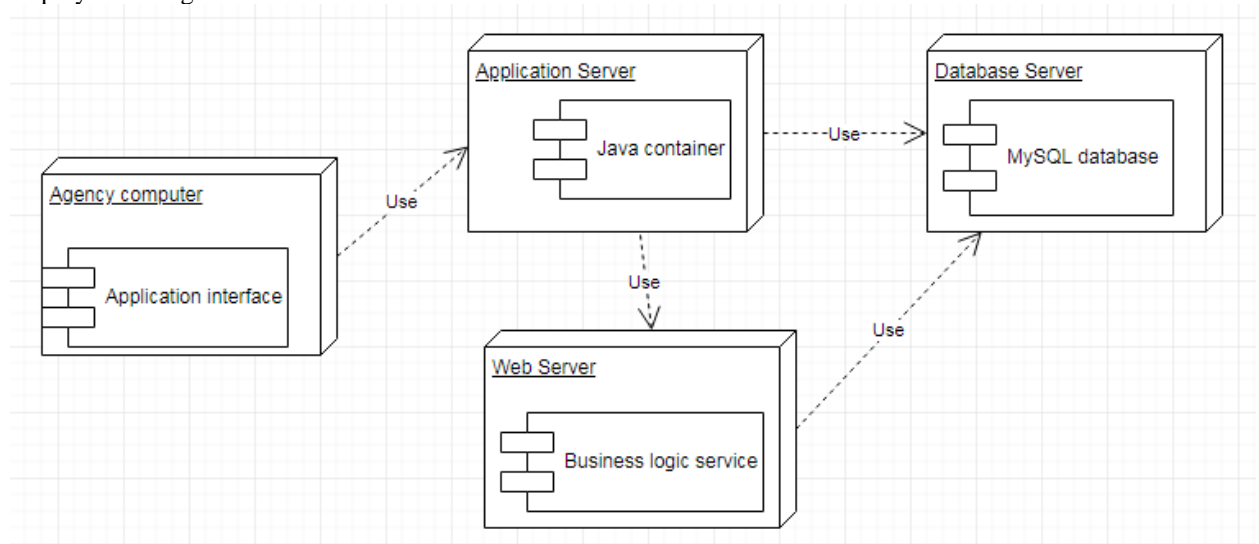 Application Server
Java container
Database Server
MySQL database
Agency computer
Application interface
Use
Use
Use
Use
Web Server
Business logic service